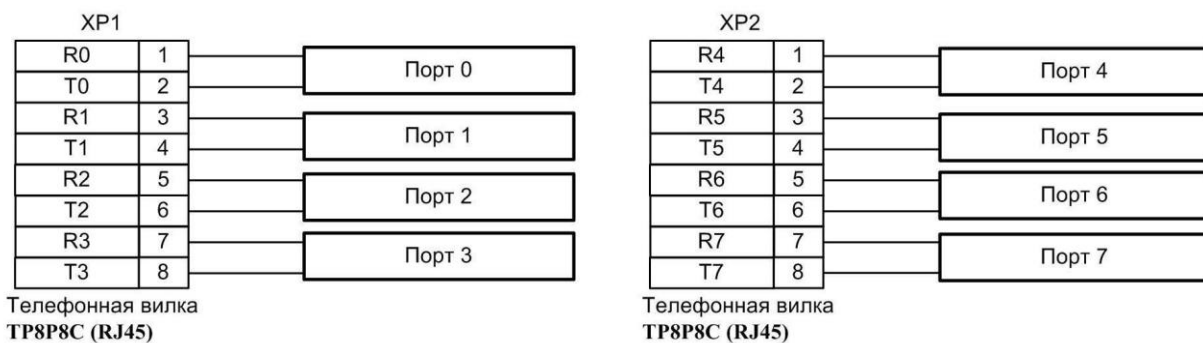 XP1
R0 1
T0 2
Порт 0
R1 3
T1 4
Порт 1
R2 5
T2 6
Порт 2
R3 7
T3 8
Порт 3
Телефонная вилка
TP8P8C (RJ45)
XP2
R4 1
T4 2
Порт 4
R5 3
T5 4
Порт 5
R6 5
T6 6
Порт 6
R7 7
T7 8
Порт 7
Телефонная вилка
TP8P8C (RJ45)